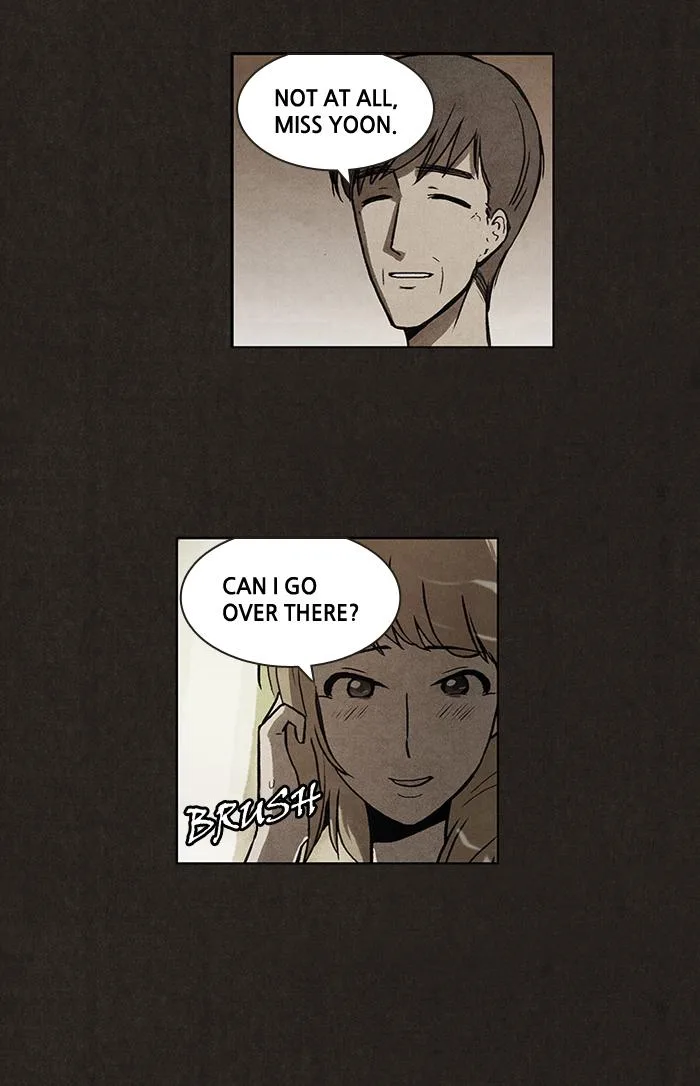 NOT AT ALL,
MISS YOON.
CAN I GO
OVER THERE?
BRUSH